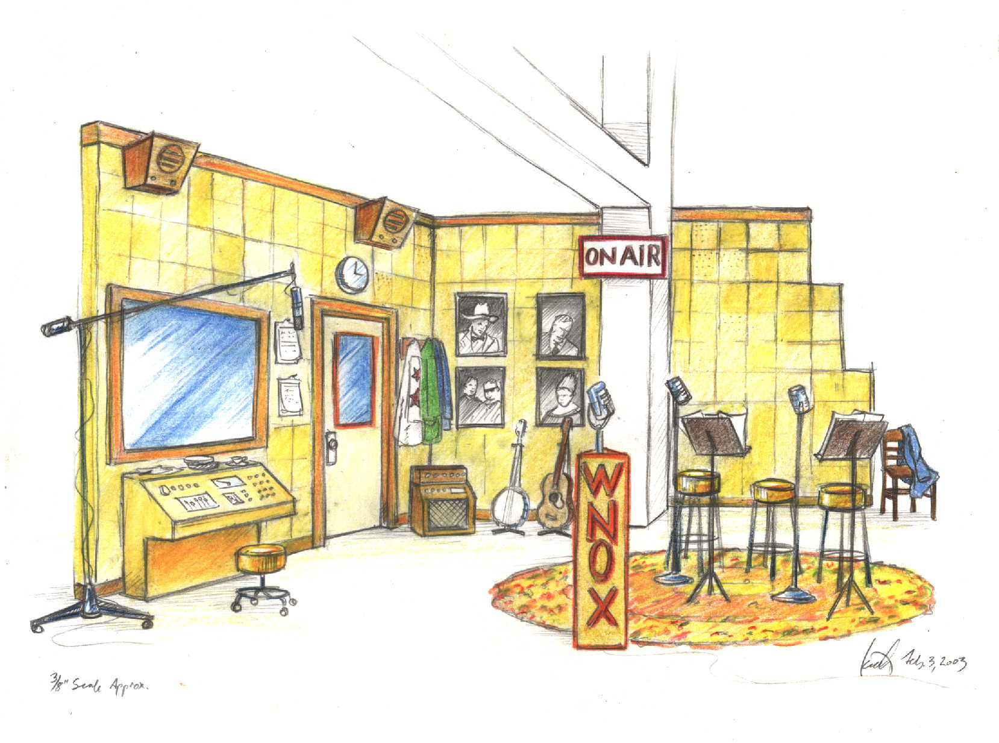 ON AIR
WNOX
Feb. 3, 2003
3/8" Scale Approx.